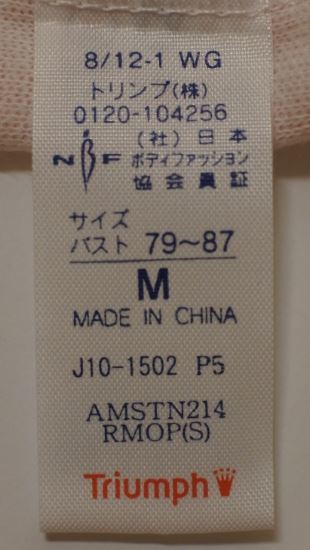 8/12-1 WG
トリンプ(株)
0120-104256
(社)日本
NBF ボディファッション
協会員証
サイズ
バスト 79~87
M
MADE IN CHINA
J10-1502 P5
AMSTN214
RMOP(S)
Triumph